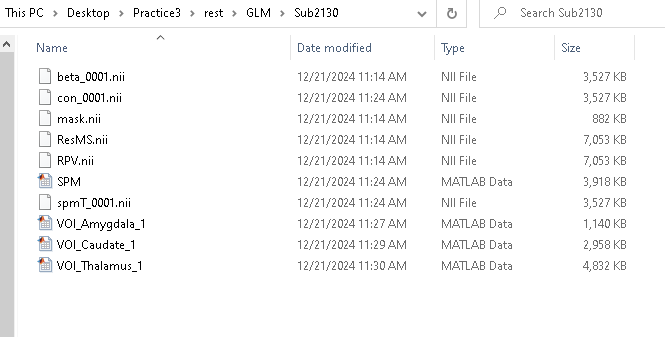 This PC > Desktop > Practice3 > rest > GLM > Sub2130 Search Sub2130
Name Date modified Type Size
beta_0001.nii 12/21/2024 11:14 AM NII File 3,527 KB
con_0001.nii 12/21/2024 11:24 AM NII File 3,527 KB
mask.nii 12/21/2024 11:14 AM NII File 882 KB
ResMS.nii 12/21/2024 11:14 AM NII File 7,053 KB
RPV.nii 12/21/2024 11:14 AM NII File 7,053 KB
SPM 12/21/2024 11:24 AM MATLAB Data 3,918 KB
spmT_0001.nii 12/21/2024 11:24 AM NII File 3,527 KB
VOI_Amygdala_1 12/21/2024 11:27 AM MATLAB Data 1,140 KB
VOI_Caudate_1 12/21/2024 11:29 AM MATLAB Data 2,958 KB
VOI_Thalamus_1 12/21/2024 11:30 AM MATLAB Data 4,832 KB